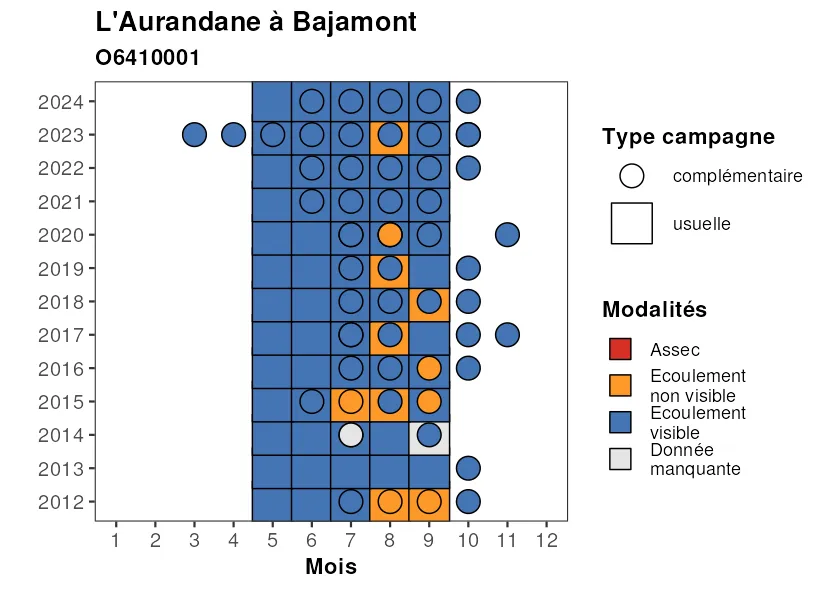 L'Aurandane à Bajamont
O6410001
2024
2023
2022
2021
2020
2019
2018
2017
2016
2015
2014
2013
2012
1 2 3 4 5 6 7 8 9 10 11 12
Mois
Type campagne
complémentaire
usuelle
Modalités
Assec
Ecoulement
non visible
Ecoulement
visible
Donnée
manquante